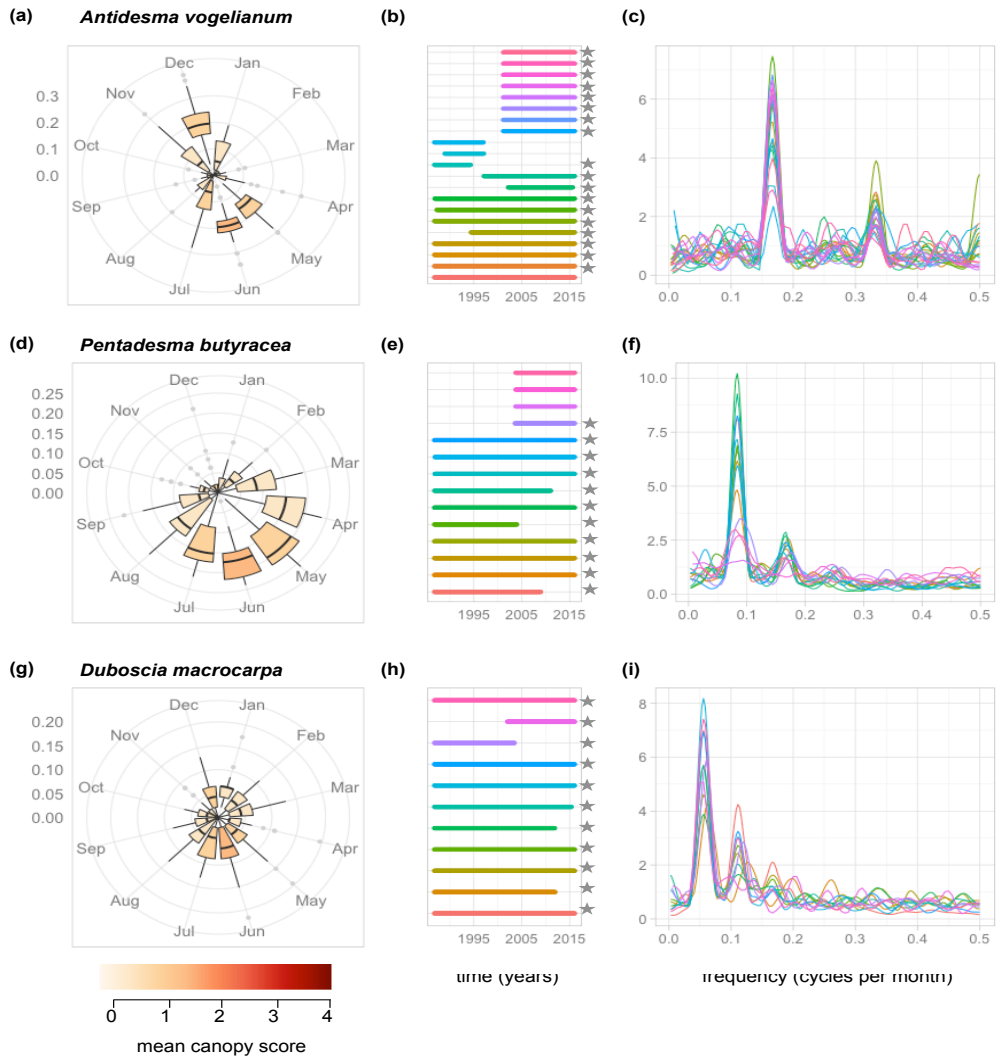 (a) Antidesma vogelianum (b) (c)
Dec Jan
Nov Feb
Oct Mar
Sep Apr
Aug May
Jul Jun
0.3
0.2
0.1
0.0
1995 2005 2015
6
4
2
0
0.0 0.1 0.2 0.3 0.4 0.5
(d) Pentadesma butyracea (e) (f)
Dec Jan
Nov Feb
Oct Mar
Sep Apr
Aug May
Jul Jun
0.25
0.20
0.15
0.10
0.05
0.00
1995 2005 2015
10.0
7.5
5.0
2.5
0.0
0.0 0.1 0.2 0.3 0.4 0.5
(g) Duboscia macrocarpa (h) (i)
Dec Jan
Nov Feb
Oct Mar
Sep Apr
Aug May
Jul Jun
0.20
0.15
0.10
0.05
0.00
1995 2005 2015
8
6
4
2
0
0.0 0.1 0.2 0.3 0.4 0.5
time (years) frequency (cycles per month)
0 1 2 3 4
mean canopy score